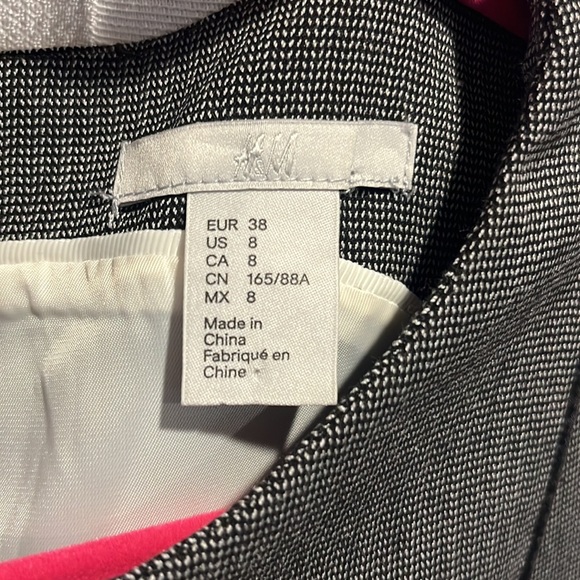 H&M
EUR 38
US 8
CA 8
CN 165/88A
MX 8
Made in
China
Fabriqué en
Chine